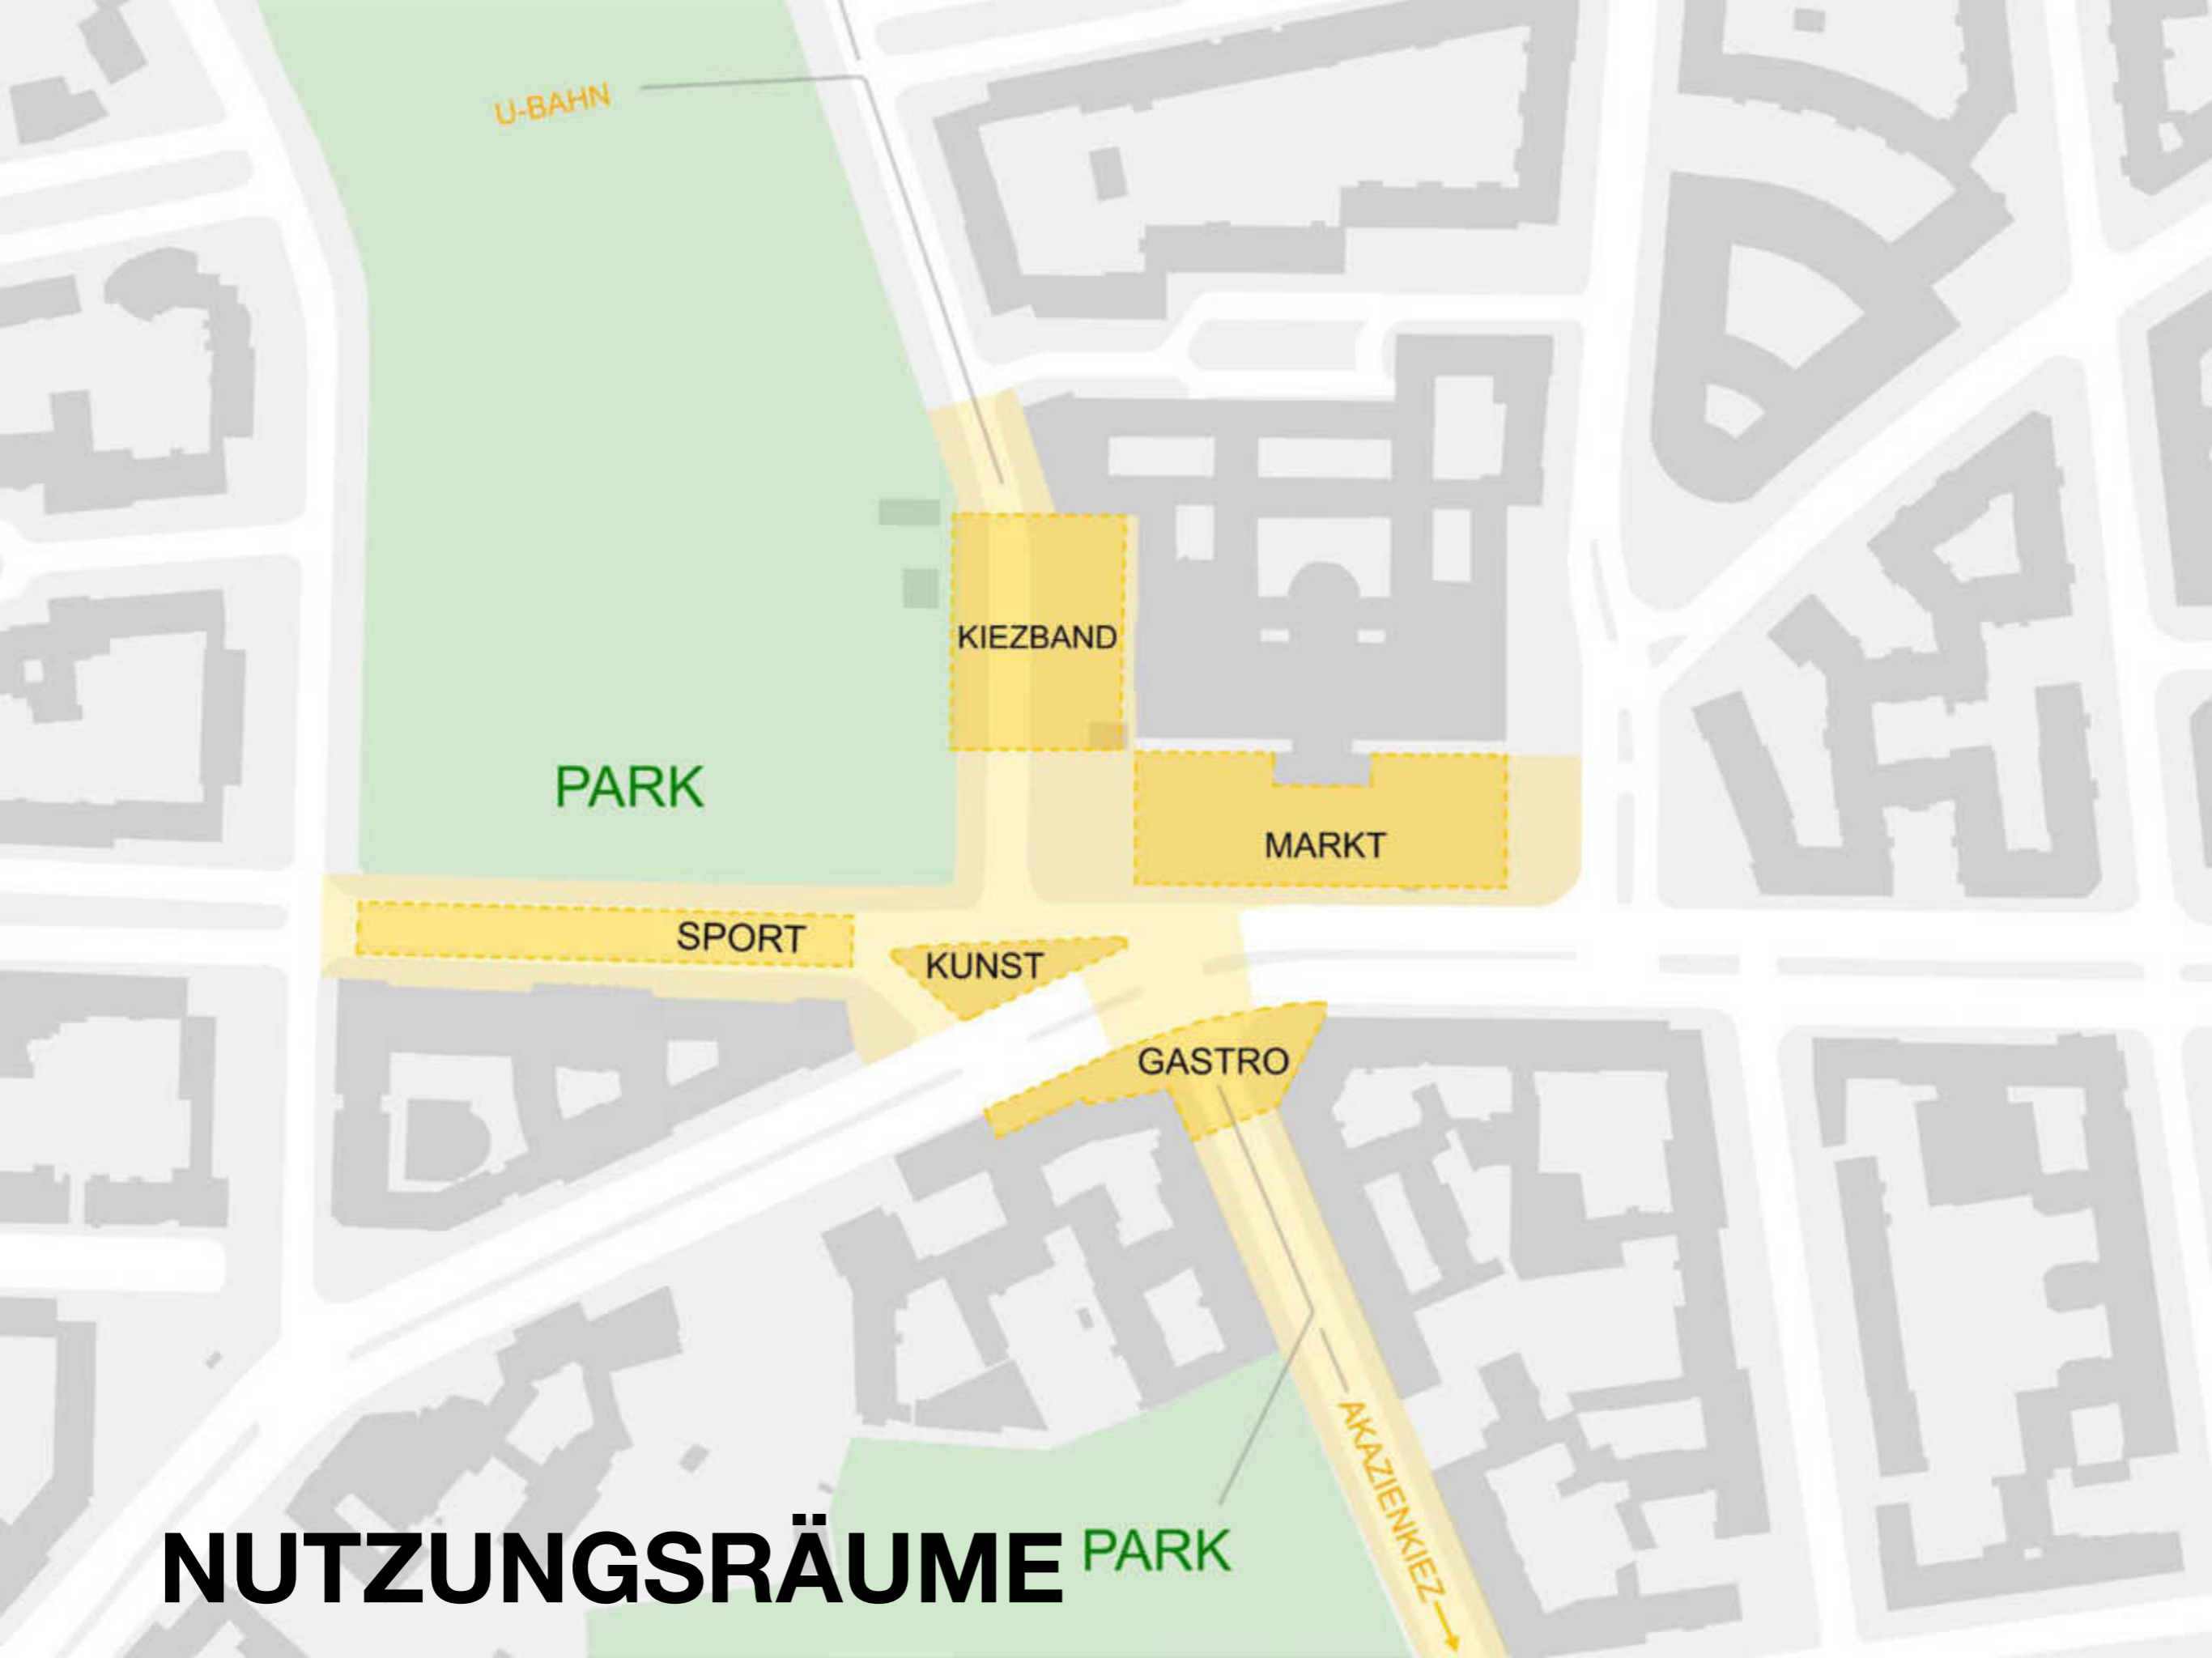 U-BAHN
KIEZBAND
PARK
MARKT
SPORT
KUNST
GASTRO
AKAZIENKIEZ
NUTZUNGSRÄUME
PARK